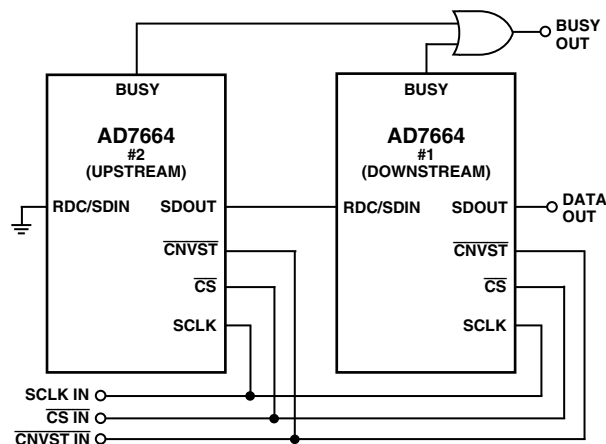 BUSY OUT
BUSY
AD7664
#2
(UPSTREAM)
RDC/SDIN
SDOUT
CNVST
CS
SCLK
BUSY
AD7664
#1
(DOWNSTREAM)
RDC/SDIN
SDOUT
CNVST
CS
SCLK
DATA OUT
SCLK IN
CS IN
CNVST IN